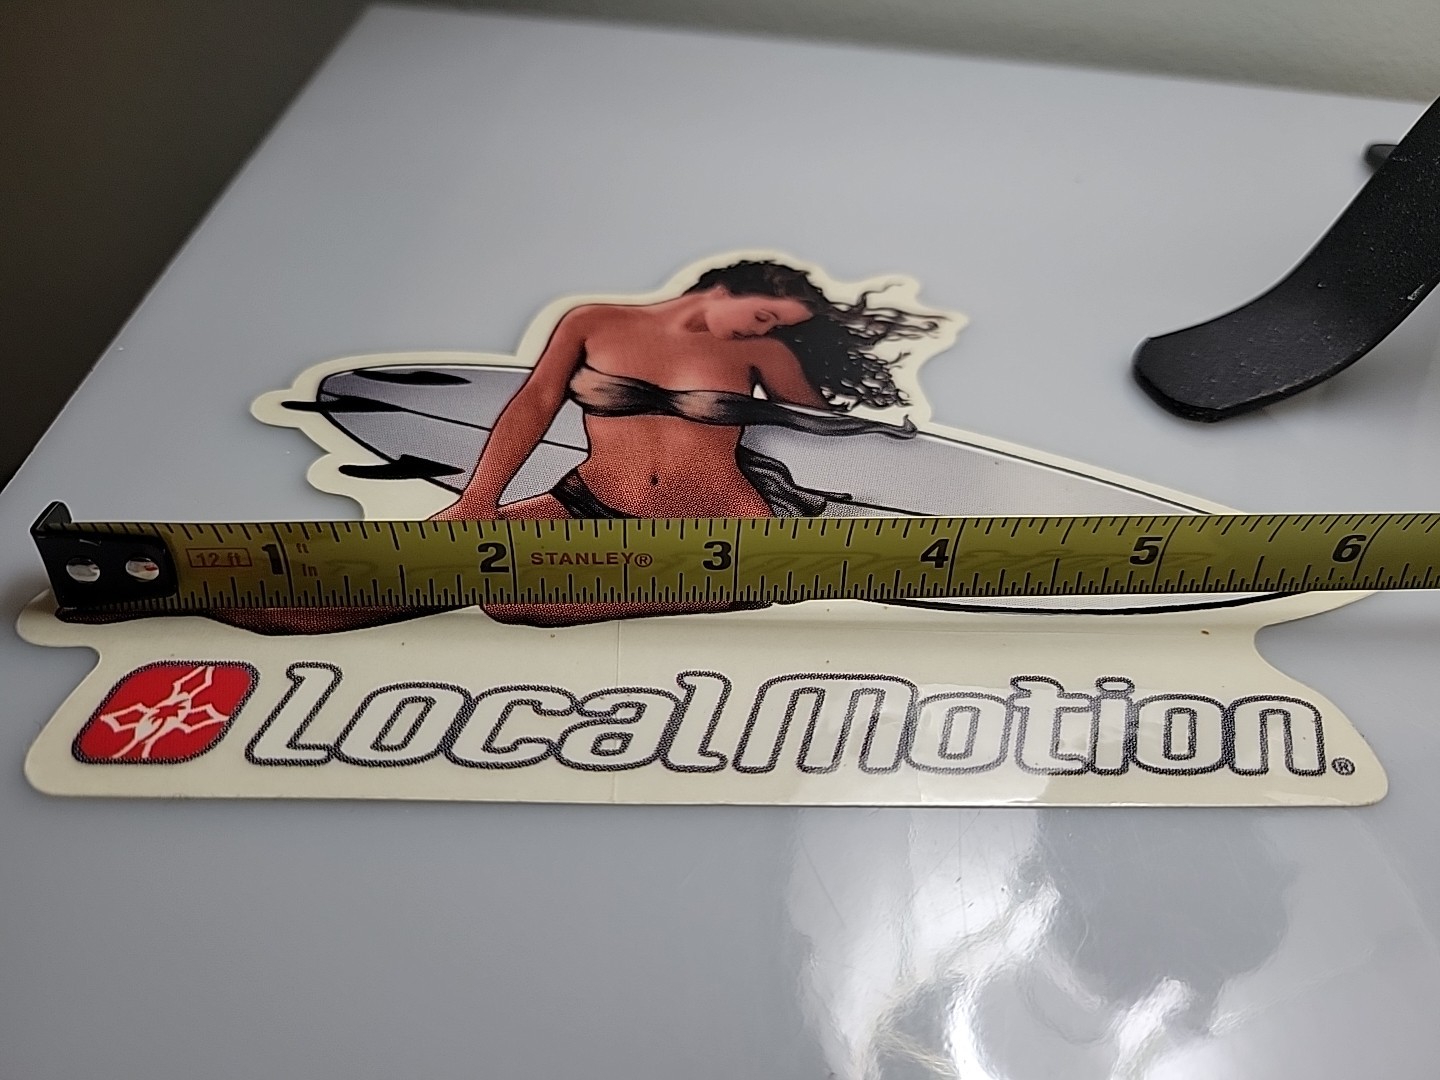 12 ft 1 ft 2 STANLEY® 3 4 5 6
In
LocalMotion®